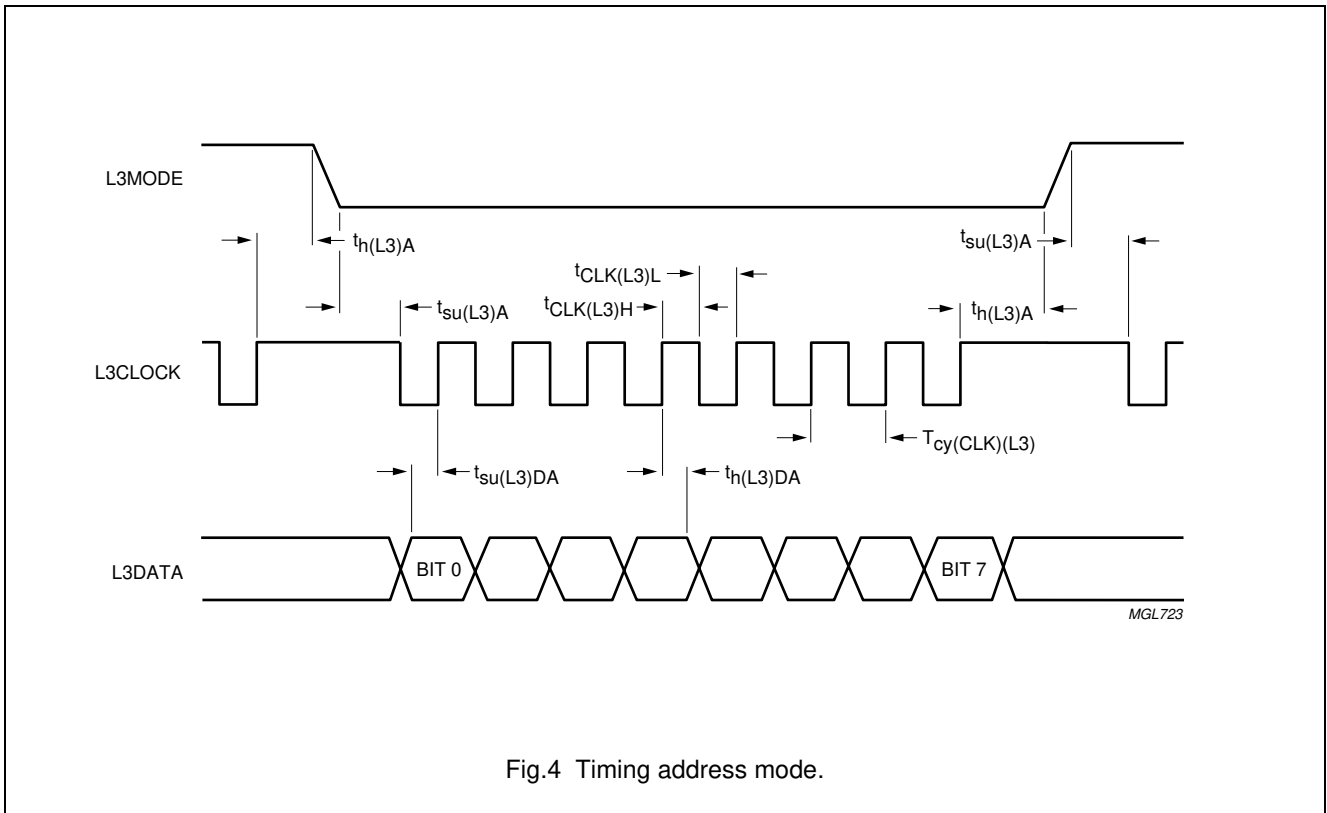 L3MODE
th(L3)A
tsu(L3)A
tCLK(L3)L
tsu(L3)A
tCLK(L3)H
th(L3)A
L3CLOCK
Tcy(CLK)(L3)
tsu(L3)DA
th(L3)DA
L3DATA
BIT 0
BIT 7
MGL723
Fig.4 Timing address mode.